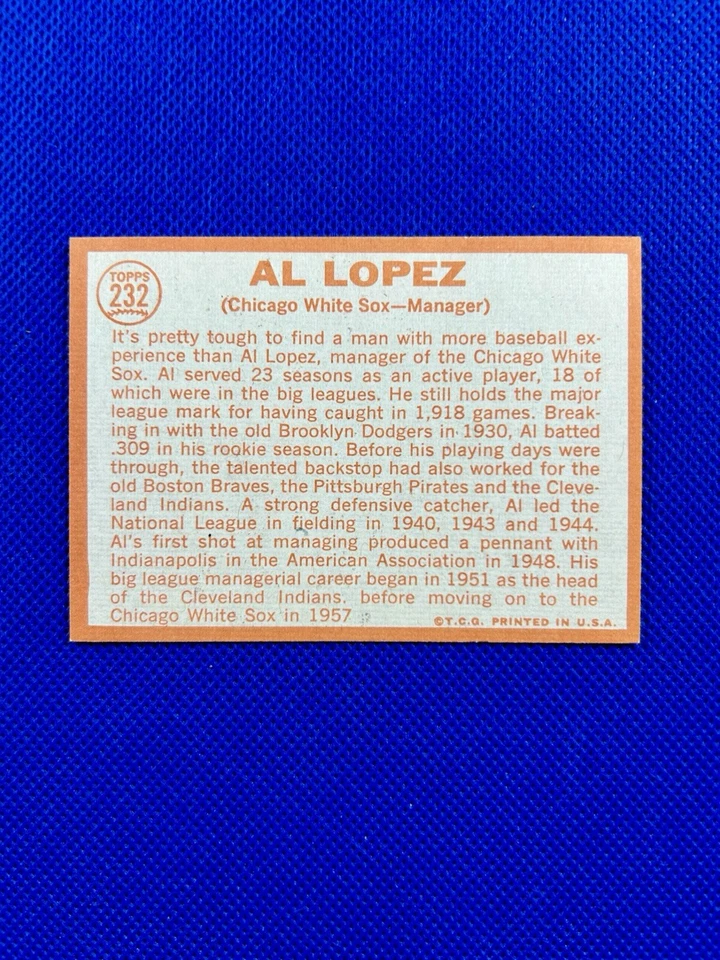 TOPPS
232
AL LOPEZ
(Chicago White Sox—Manager)
It's pretty tough to find a man with more baseball ex-
perience than Al Lopez, manager of the Chicago White
Sox. Al served 23 seasons as an active player, 18 of
which were in the big leagues. He still holds the major
league mark for having caught in 1,918 games. Break-
ing in with the old Brooklyn Dodgers in 1930, Al batted
.309 in his rookie season. Before his playing days were
through, the talented backstop had also worked for the
old Boston Braves, the Pittsburgh Pirates and the Cleve-
land Indians. A strong defensive catcher, Al led the
National League in fielding in 1940, 1943 and 1944.
Al's first shot at managing produced a pennant with
Indianapolis in the American Association in 1948. His
big league managerial career began in 1951 as the head
of the Cleveland Indians. before moving on to the
Chicago White Sox in 1957
©T.C.G. PRINTED IN U.S.A.